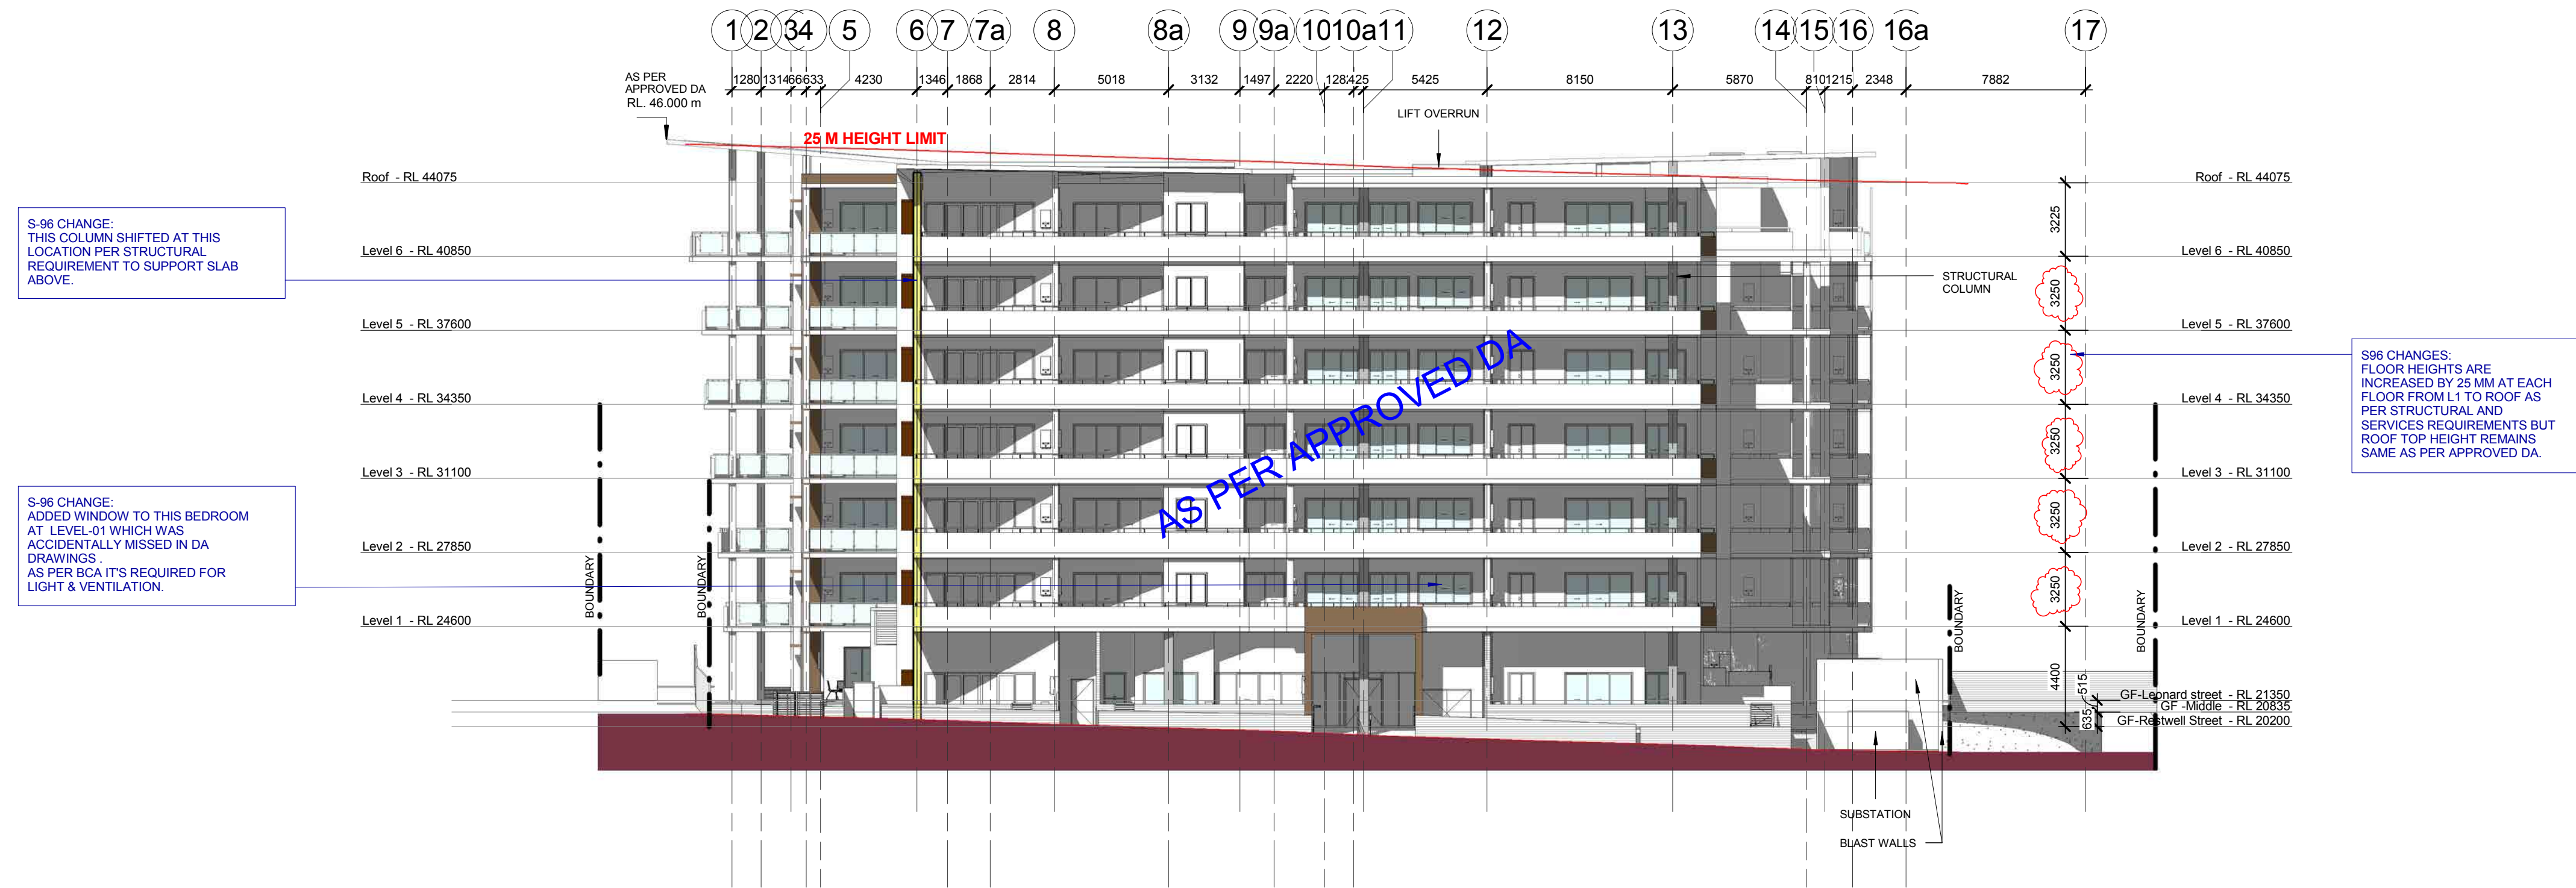 1 2 3 4 5 6 7 7a 8 8a 9 9a 10 10a 11 12 13 14 15 16 16a 17
1280 1314 66 633 4230 1346 1868 2814 5018 3132 1497 2220 128 425 5425 8150 5870 810 1215 2348 7882
AS PER
APPROVED DA
RL. 46.000 m
25 M HEIGHT LIMIT
LIFT OVERRUN
Roof - RL 44075
Level 6 - RL 40850
Level 5 - RL 37600
Level 4 - RL 34350
Level 3 - RL 31100
Level 2 - RL 27850
Level 1 - RL 24600
S-96 CHANGE:
THIS COLUMN SHIFTED AT THIS
LOCATION PER STRUCTURAL
REQUIREMENT TO SUPPORT SLAB
ABOVE.
S-96 CHANGE:
ADDED WINDOW TO THIS BEDROOM
AT LEVEL-01 WHICH WAS
ACCIDENTALLY MISSED IN DA
DRAWINGS .
AS PER BCA IT'S REQUIRED FOR
LIGHT & VENTILATION.
BOUNDARY
BOUNDARY
AS PER APPROVED DA
STRUCTURAL
COLUMN
BOUNDARY
BOUNDARY
3225
3250
3250
3250
3250
3250
4400
515
635
Roof - RL 44075
Level 6 - RL 40850
Level 5 - RL 37600
Level 4 - RL 34350
Level 3 - RL 31100
Level 2 - RL 27850
Level 1 - RL 24600
GF-Leonard street - RL 21350
GF -Middle - RL 20835
GF-Restwell Street - RL 20200
S96 CHANGES:
FLOOR HEIGHTS ARE
INCREASED BY 25 MM AT EACH
FLOOR FROM L1 TO ROOF AS
PER STRUCTURAL AND
SERVICES REQUIREMENTS BUT
ROOF TOP HEIGHT REMAINS
SAME AS PER APPROVED DA.
SUBSTATION
BLAST WALLS